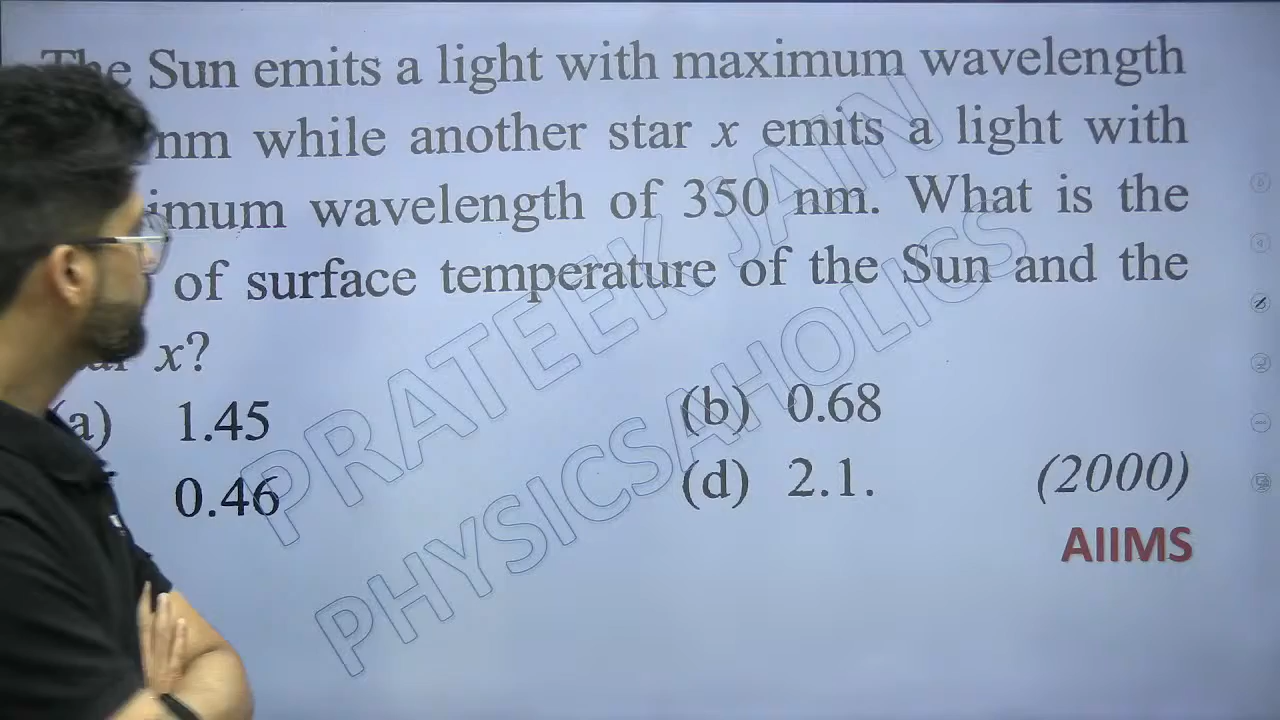 The Sun emits a light with maximum wavelength
nm while another star x emits a light with
imum wavelength of 350 nm. What is the
of surface temperature of the Sun and the
x?
(a) 1.45 (b) 0.68
0.46 (d) 2.1. (2000)
AIIMS
PRATEEK JAIN
PHYSICSAHOLICS